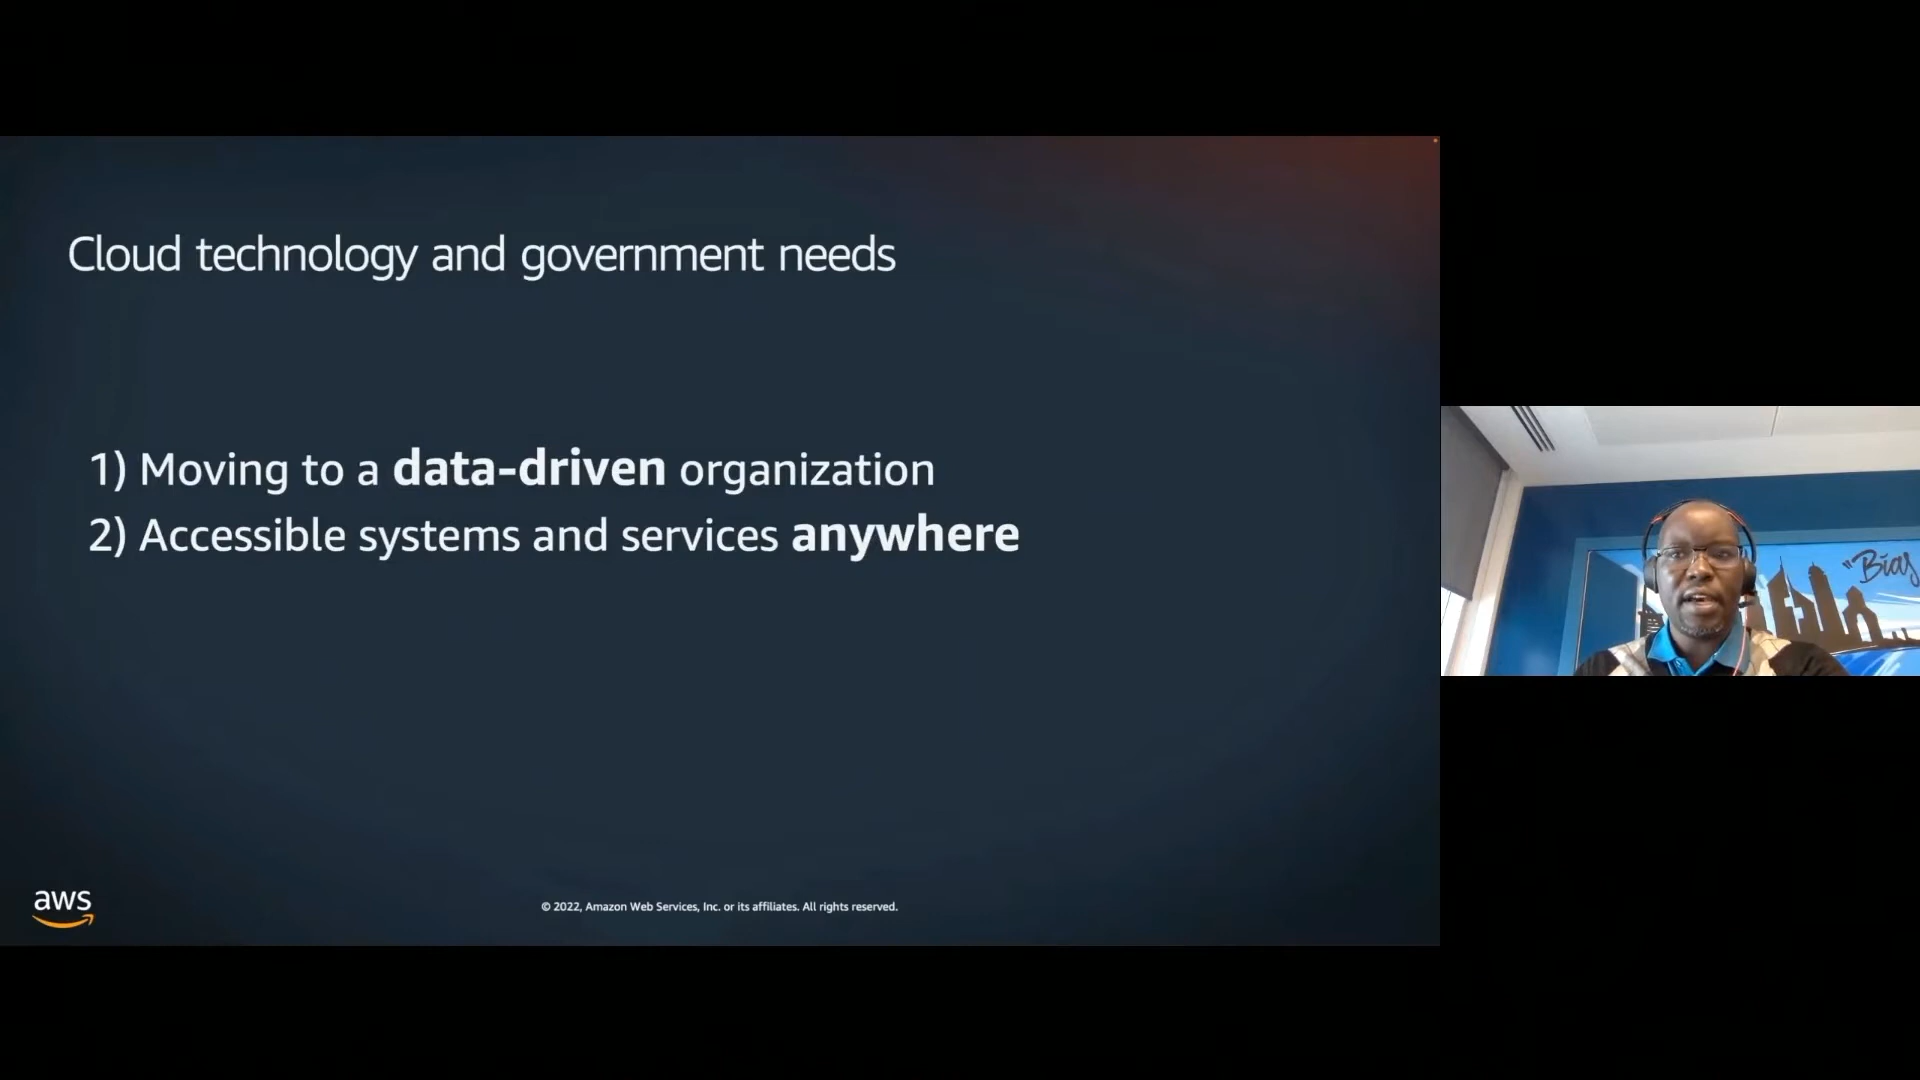 Cloud technology and government needs
1) Moving to a data-driven organization
2) Accessible systems and services anywhere
aws
© 2022, Amazon Web Services, Inc. or its affiliates. All rights reserved.